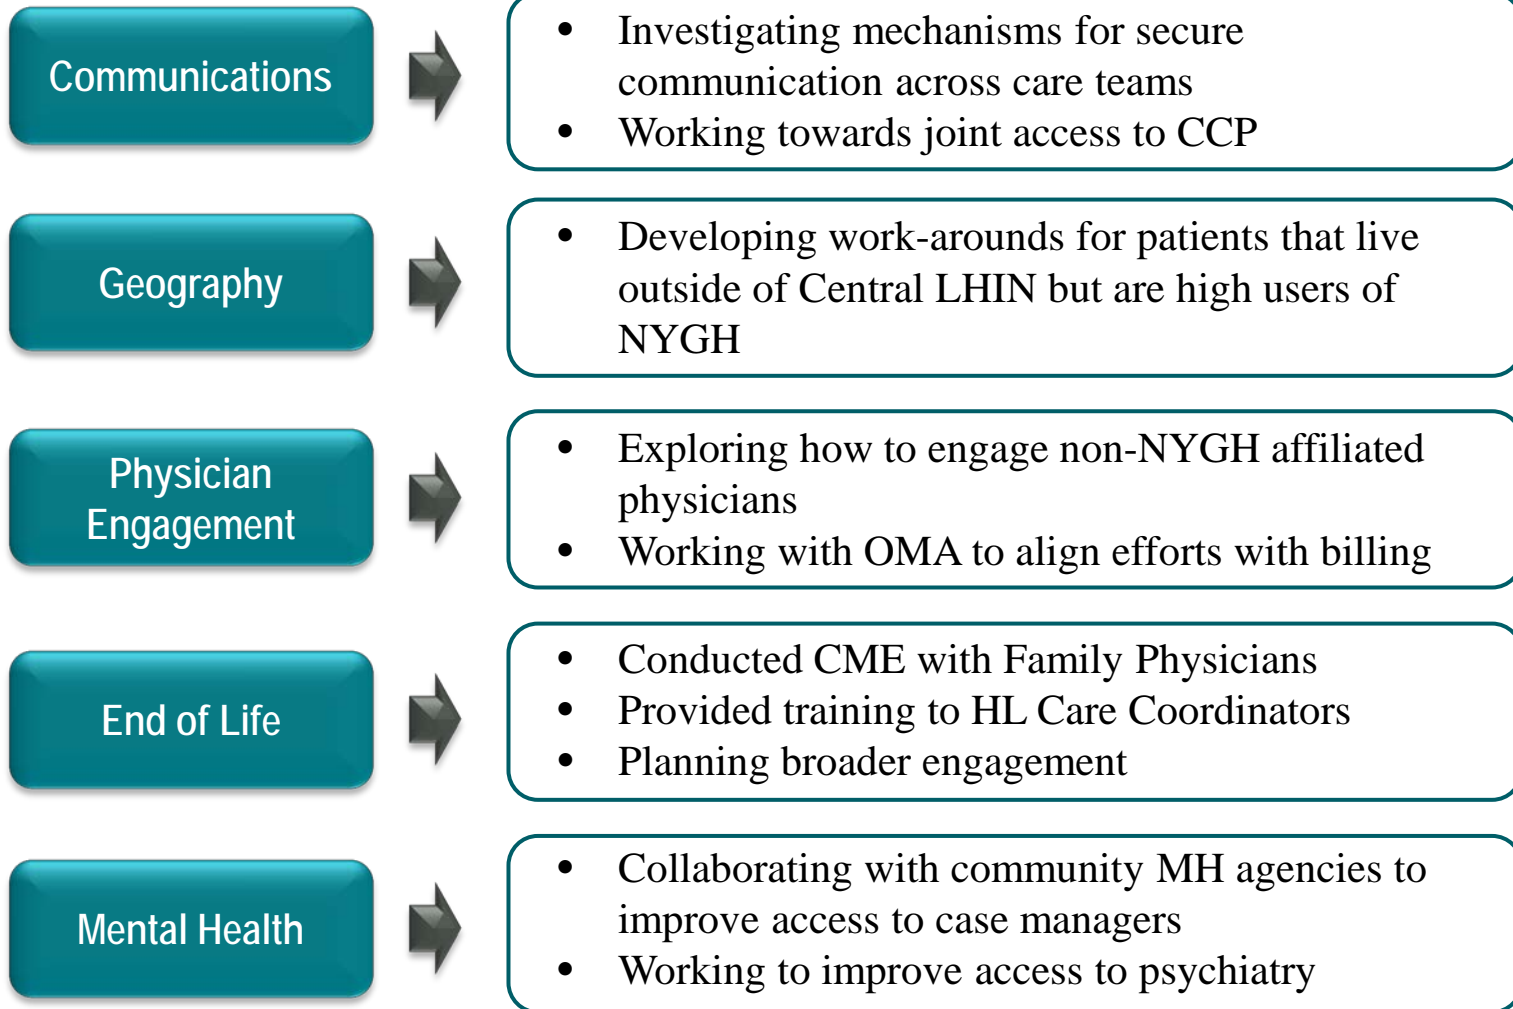 Communications
• Investigating mechanisms for secure
communication across care teams
• Working towards joint access to CCP
Geography
• Developing work-arounds for patients that live
outside of Central LHIN but are high users of
NYGH
Physician
Engagement
• Exploring how to engage non-NYGH affiliated
physicians
• Working with OMA to align efforts with billing
End of Life
• Conducted CME with Family Physicians
• Provided training to HL Care Coordinators
• Planning broader engagement
Mental Health
• Collaborating with community MH agencies to
improve access to case managers
• Working to improve access to psychiatry